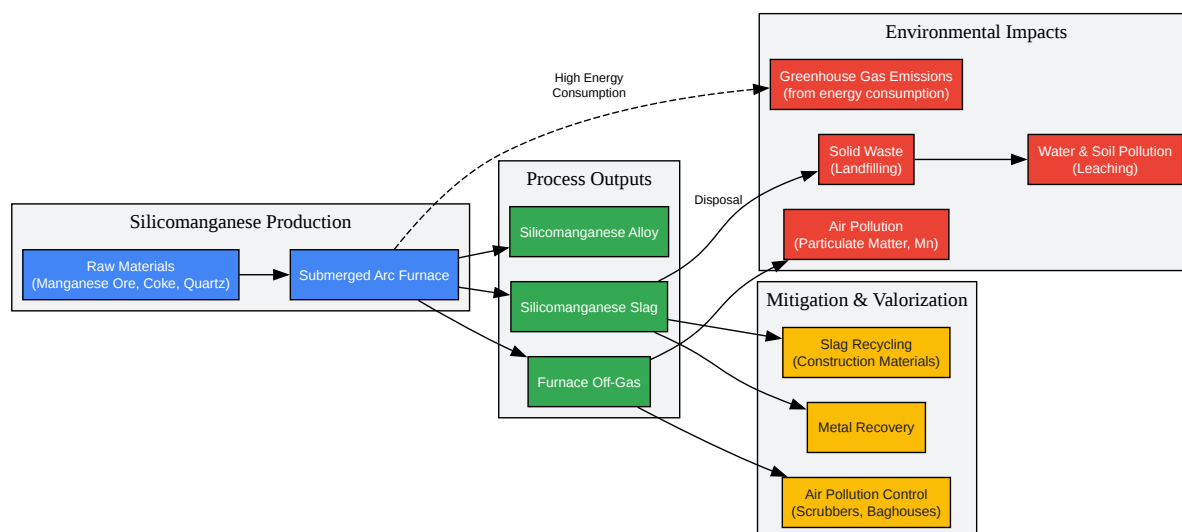 Environmental Impacts
Greenhouse Gas Emissions
(from energy consumption)
High Energy
Consumption
Solid Waste
(Landfilling)
Water & Soil Pollution
(Leaching)
Process Outputs
Disposal
Silicomanganese Production
Silicomanganese Alloy
Air Pollution
(Particulate Matter, Mn)
Raw Materials
(Manganese Ore, Coke, Quartz)
Submerged Arc Furnace
Silicomanganese Slag
Furnace Off-Gas
Mitigation & Valorization
Slag Recycling
(Construction Materials)
Metal Recovery
Air Pollution Control
(Scrubbers, Baghouses)